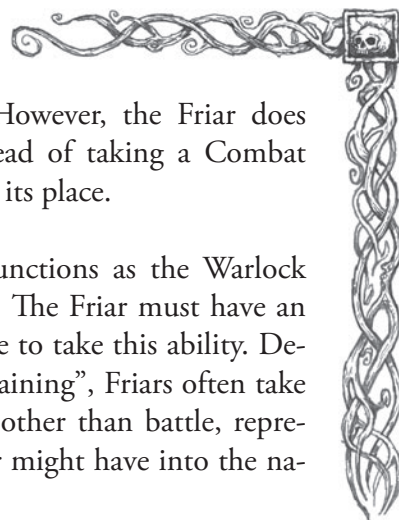 However, the Friar does
ead of taking a Combat
its place.
unctions as the Warlock
The Friar must have an
e to take this ability. De-
aining”, Friars often take
other than battle, repre-
r might have into the na-